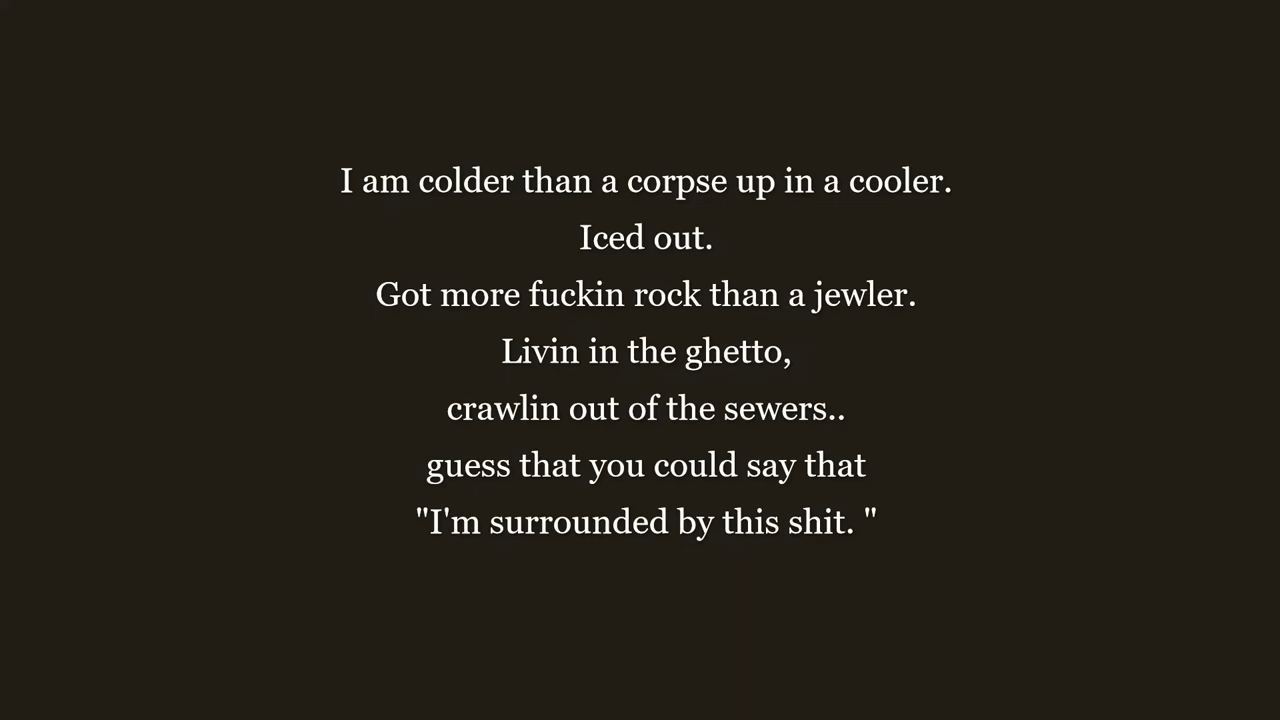 I am colder than a corpse up in a cooler.
Iced out.
Got more fuckin rock than a jewler.
Livin in the ghetto,
crawlin out of the sewers..
guess that you could say that
"I'm surrounded by this shit. "